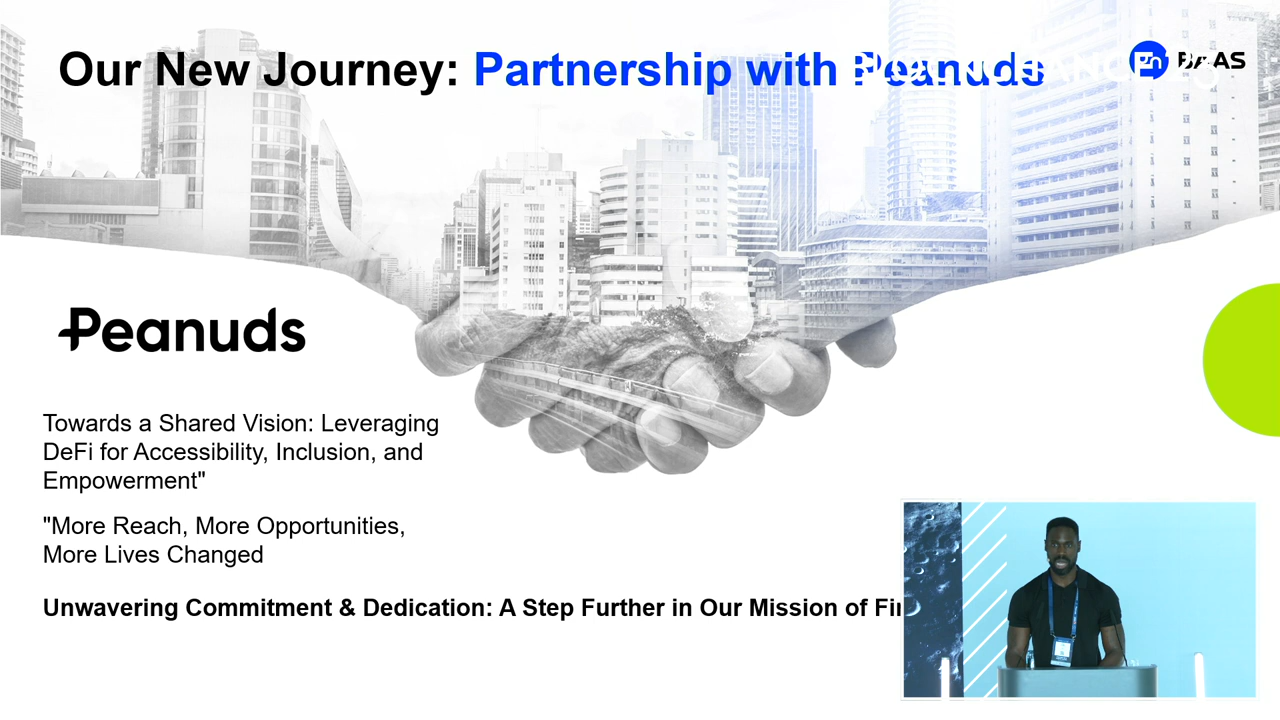 Our New Journey: Partnership with Peanuds
Peanuds
Towards a Shared Vision: Leveraging
DeFi for Accessibility, Inclusion, and
Empowerment"
"More Reach, More Opportunities,
More Lives Changed
Unwavering Commitment & Dedication: A Step Further in Our Mission of